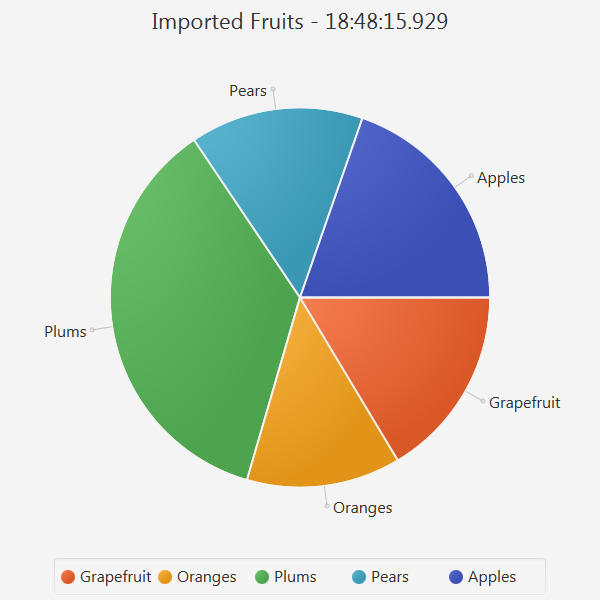 Imported Fruits - 18:48:15.929
Pears
Apples
Plums
Grapefruit
Oranges
Grapefruit Oranges Plums Pears Apples